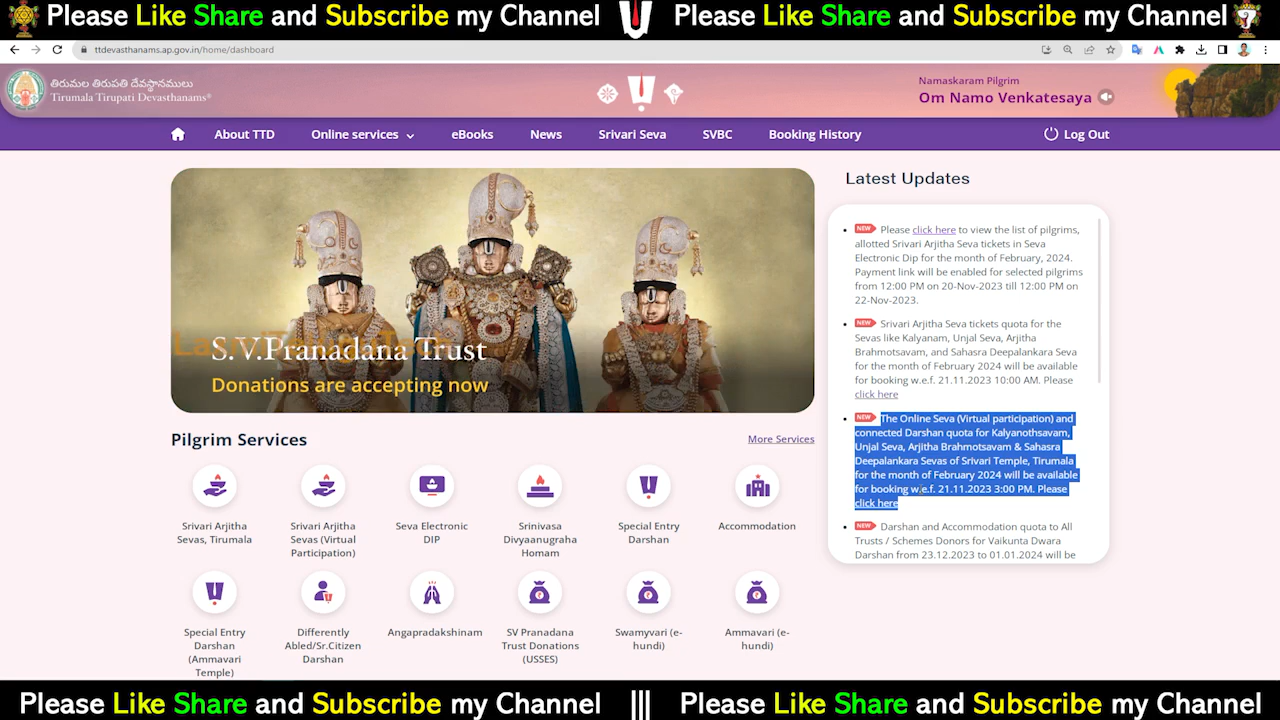 Please Like Share and Subscribe my Channel
Please Like Share and Subscribe my Channel
ttdevasthanams.ap.gov.in/home/dashboard
తిరుమల తిరుపతి దేవస్థానములు
Tirumala Tirupati Devasthanams®
Namaskaram Pilgrim
Om Namo Venkatesaya
About TTD
Online services
eBooks
News
Srivari Seva
SVBC
Booking History
Log Out
S.V.Pranadana Trust
Donations are accepting now
Latest Updates
NEW Please click here to view the list of pilgrims,
allotted Srivari Arjitha Seva tickets in Seva
Electronic Dip for the month of February, 2024.
Payment link will be enabled for selected pilgrims
from 12:00 PM on 20-Nov-2023 till 12:00 PM on
22-Nov-2023.
NEW Srivari Arjitha Seva tickets quota for the
Sevas like Kalyanam, Unjal Seva, Arjitha
Brahmotsavam, and Sahasra Deepalankara Seva
for the month of February 2024 will be available
for booking w.e.f. 21.11.2023 10:00 AM. Please
click here
NEW The Online Seva (Virtual participation) and
connected Darshan quota for Kalyanothsavam,
Unjal Seva, Arjitha Brahmotsavam & Sahasra
Deepalankara Sevas of Srivari Temple, Tirumala
for the month of February 2024 will be available
for booking w.e.f. 21.11.2023 3:00 PM. Please
click here
NEW Darshan and Accommodation quota to All
Trusts / Schemes Donors for Vaikunta Dwara
Darshan from 23.12.2023 to 01.01.2024 will be
Pilgrim Services
More Services
Srivari Arjitha
Sevas, Tirumala
Srivari Arjitha
Sevas (Virtual
Participation)
Seva Electronic
DIP
Srinivasa
Divyaanugraha
Homam
Special Entry
Darshan
Accommodation
Special Entry
Darshan
(Ammavari
Temple)
Differently
Abled/Sr.Citizen
Darshan
Angapradakshinam
SV Pranadana
Trust Donations
(USSES)
Swamyvari (e-
hundi)
Ammavari (e-
hundi)
Please Like Share and Subscribe my Channel
|||
Please Like Share and Subscribe my Channel